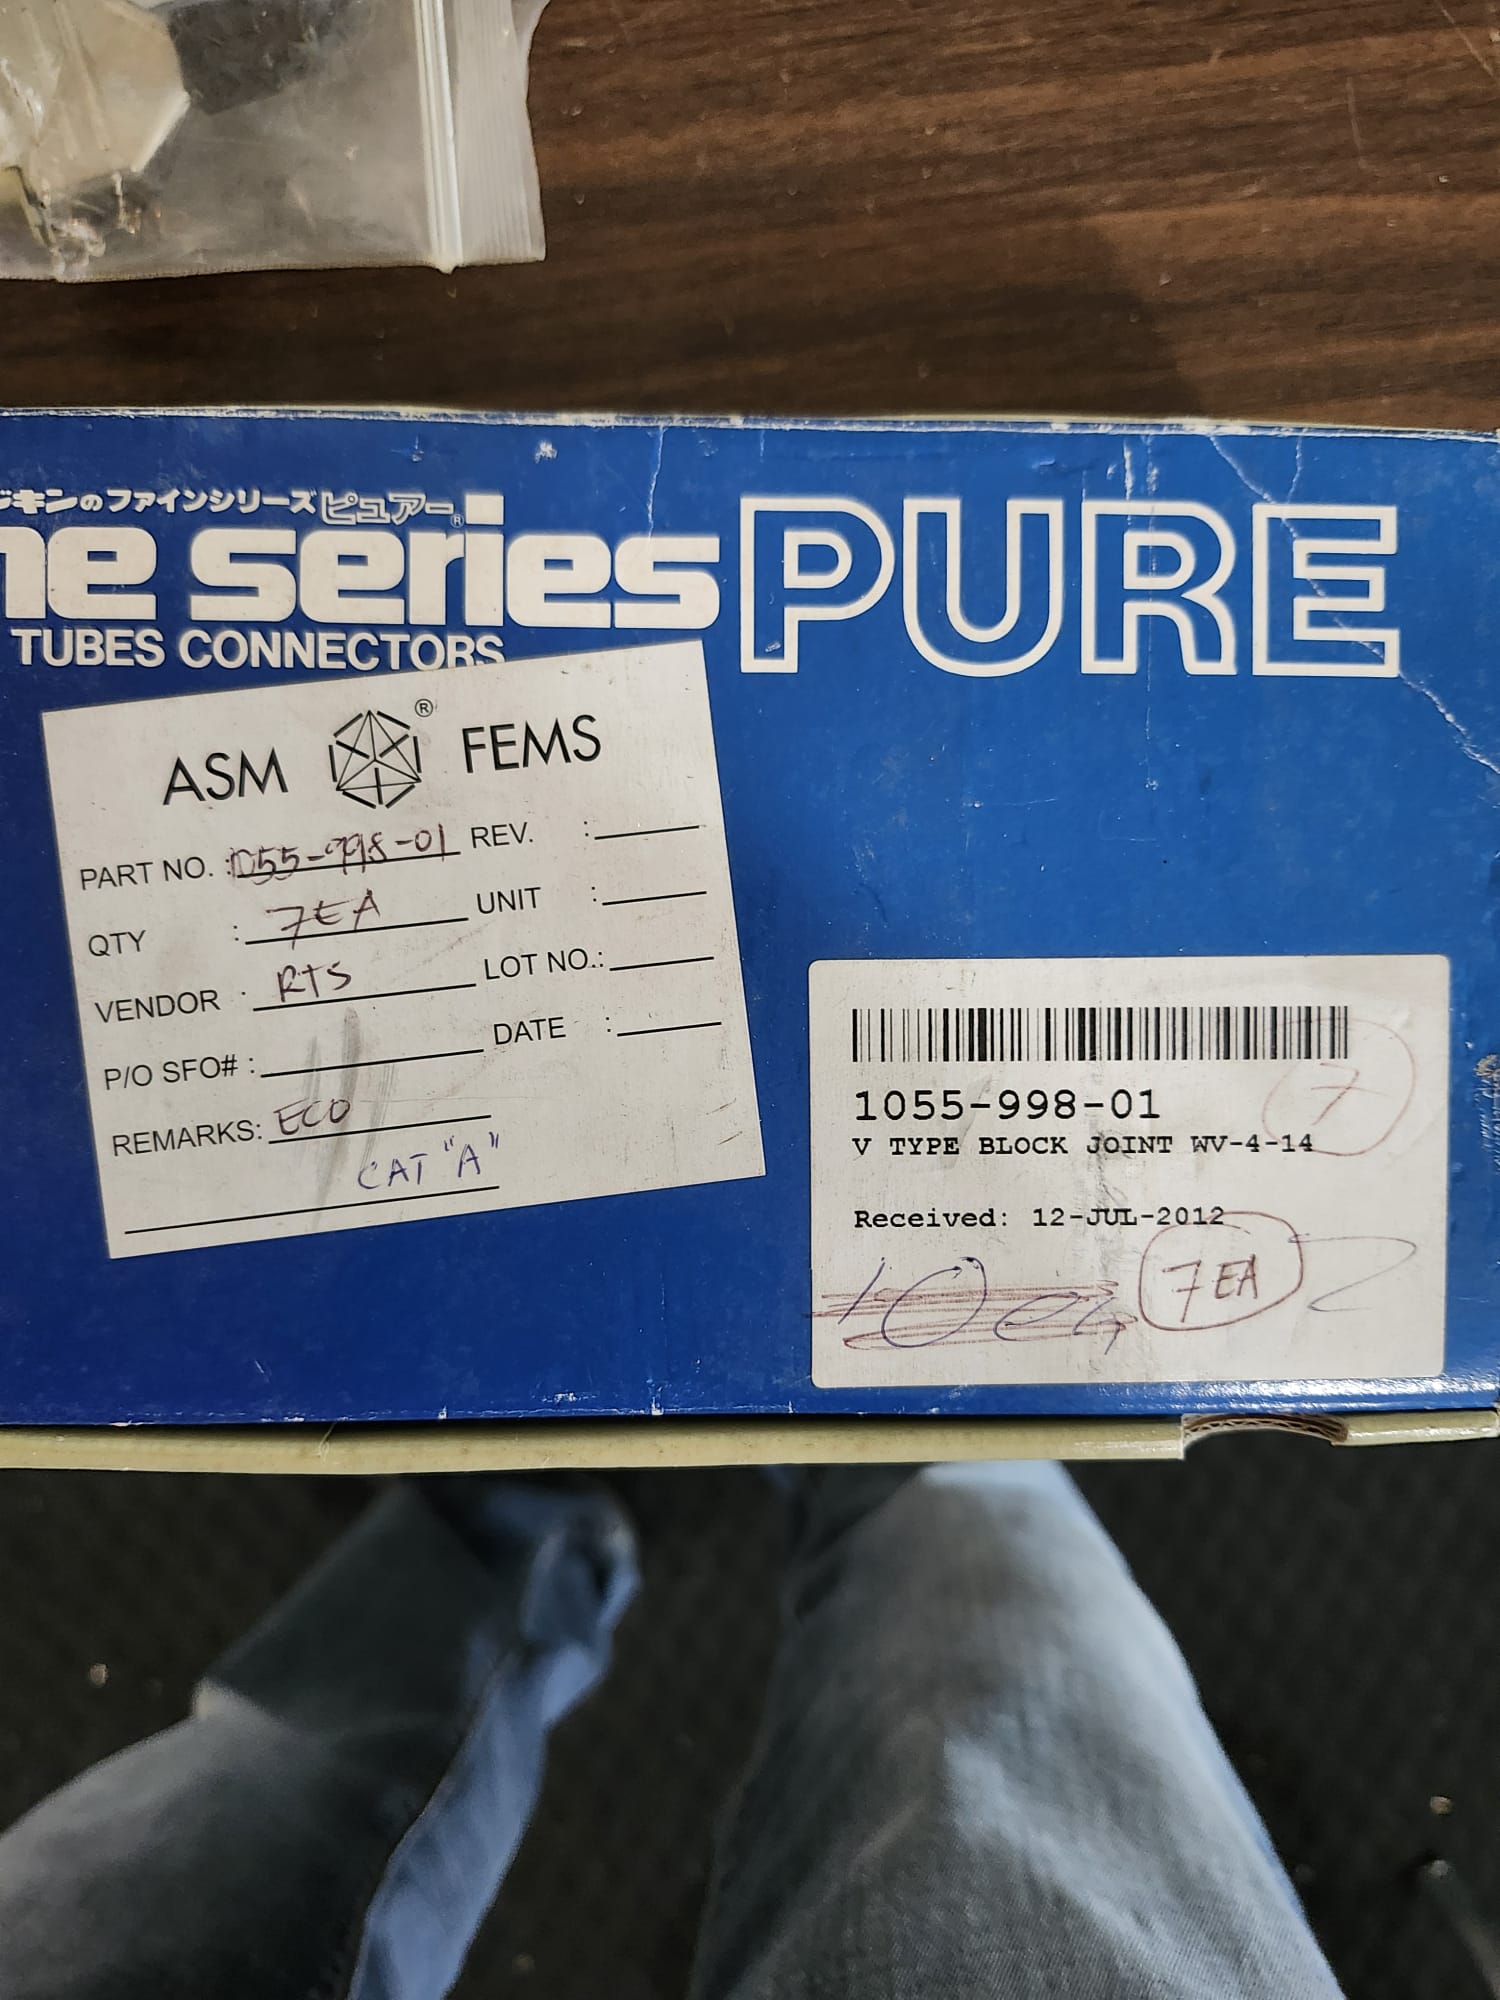 ジキンのファインシリーズ ピュアー®
ne series PURE
TUBES CONNECTORS
ASM ® FEMS
PART NO. : 1055-998-01 REV. :
QTY : 7EA UNIT :
VENDOR : RTS LOT NO.:
P/O SFO# : DATE :
REMARKS: ECO
CAT "A"
7
1055-998-01
V TYPE BLOCK JOINT WV-4-14
Received: 12-JUL-2012
10 ea 7EA